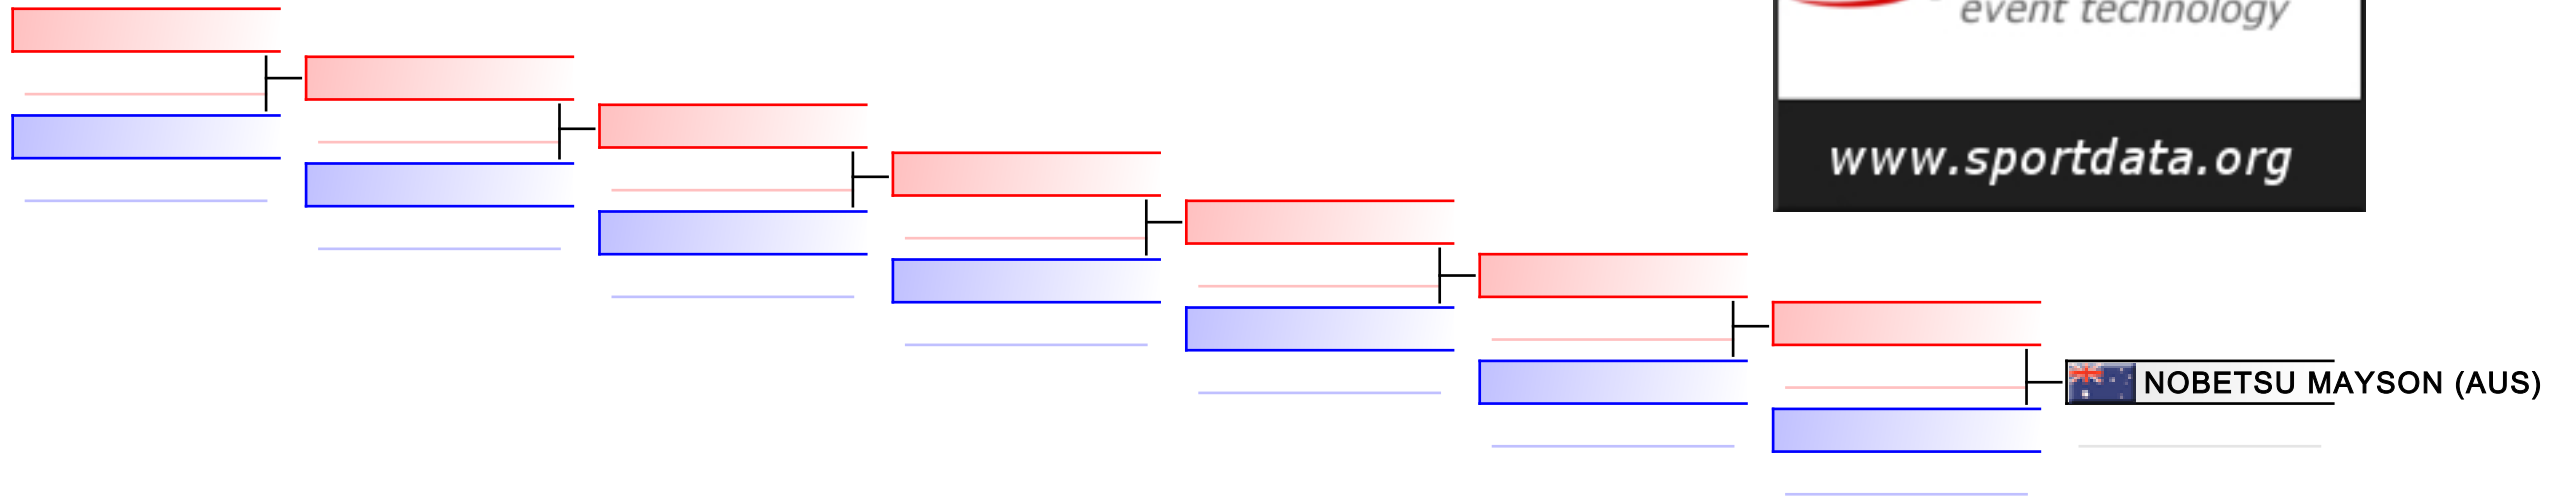 event technology
www.sportdata.org
NOBETSU MAYSON (AUS)